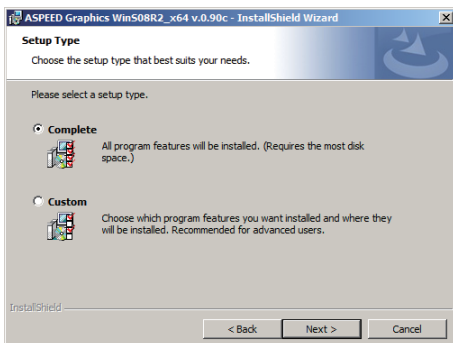 ASPEED Graphics WinS08R2_x64 v.0.90c - InstallShield Wizard
Setup Type
Choose the setup type that best suits your needs.
Please select a setup type.
Complete
All program features will be installed. (Requires the most disk
space.)
Custom
Choose which program features you want installed and where they
will be installed. Recommended for advanced users.
InstallShield
< Back Next > Cancel